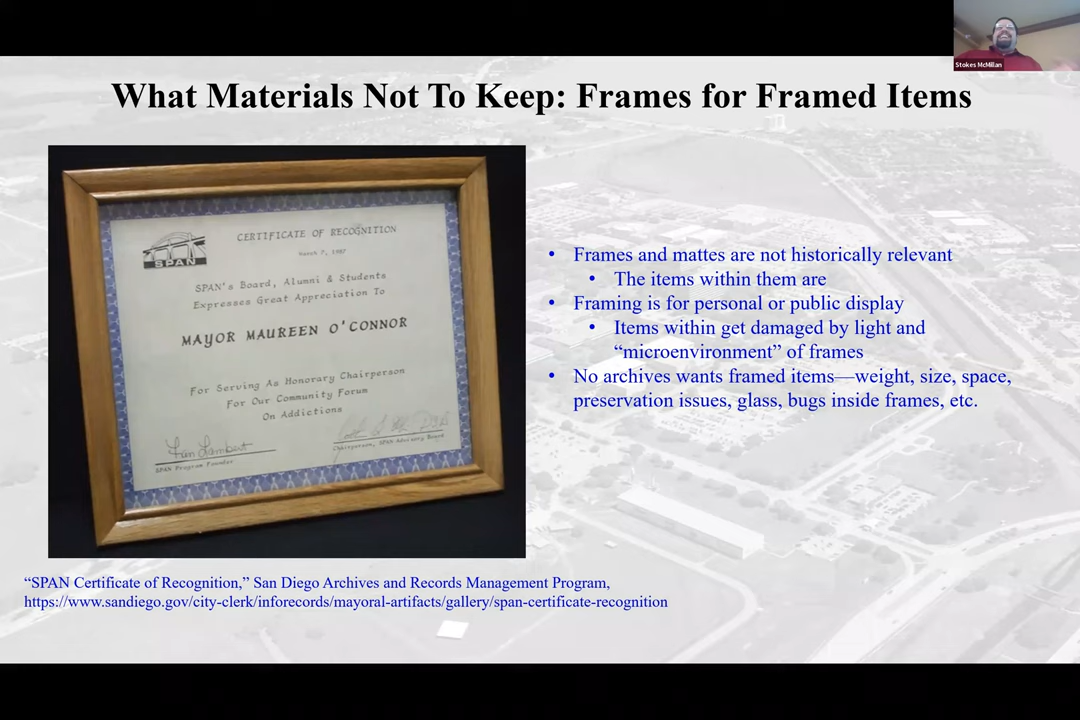 Stokes McMillan
What Materials Not To Keep: Frames for Framed Items
SPAN
CERTIFICATE OF RECOGNITION
March 7, 1987
SPAN's Board, Alumni & Students
Expresses Great Appreciation To
MAYOR MAUREEN O'CONNOR
For Serving As Honorary Chairperson
For Our Community Forum
On Addictions
Lambert
SPAN Program Founder
Chairperson, SPAN Advisory Board
• Frames and mattes are not historically relevant
• The items within them are
• Framing is for personal or public display
• Items within get damaged by light and
“microenvironment” of frames
• No archives wants framed items—weight, size, space,
preservation issues, glass, bugs inside frames, etc.
“SPAN Certificate of Recognition,” San Diego Archives and Records Management Program,
https://www.sandiego.gov/city-clerk/inforecords/mayoral-artifacts/gallery/span-certificate-recognition